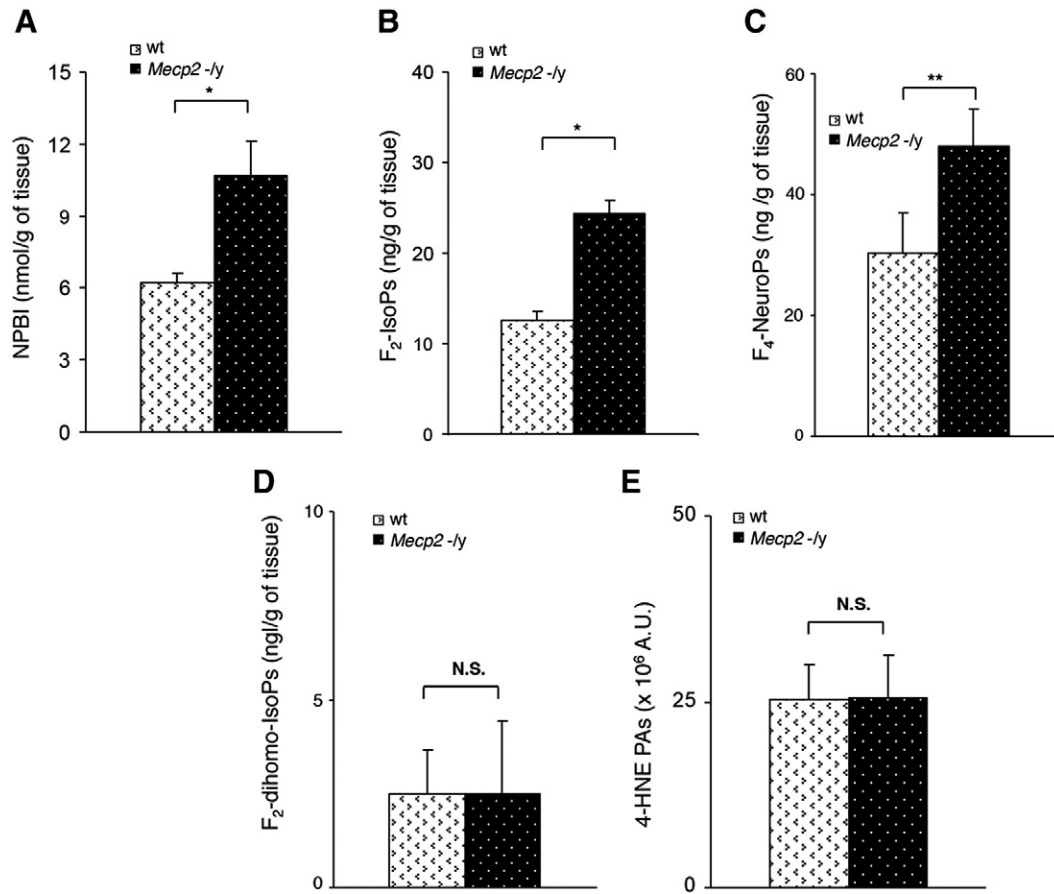 A
wt
Mecp2 -/y
NPBI (nmol/g of tissue)
15
12
9
6
3
0
*
B
wt
Mecp2 -/y
F₂-IsoPs (ng/g of tissue)
40
30
20
10
0
*
C
wt
Mecp2 -/y
F₄-NeuroPs (ng /g of tissue)
60
40
20
0
**
D
wt
Mecp2 -/y
F₂-dihomo-IsoPs (ngl/g of tissue)
10
5
0
N.S.
E
wt
Mecp2 -/y
4-HNE PAs (x 10⁶ A.U.)
50
25
0
N.S.